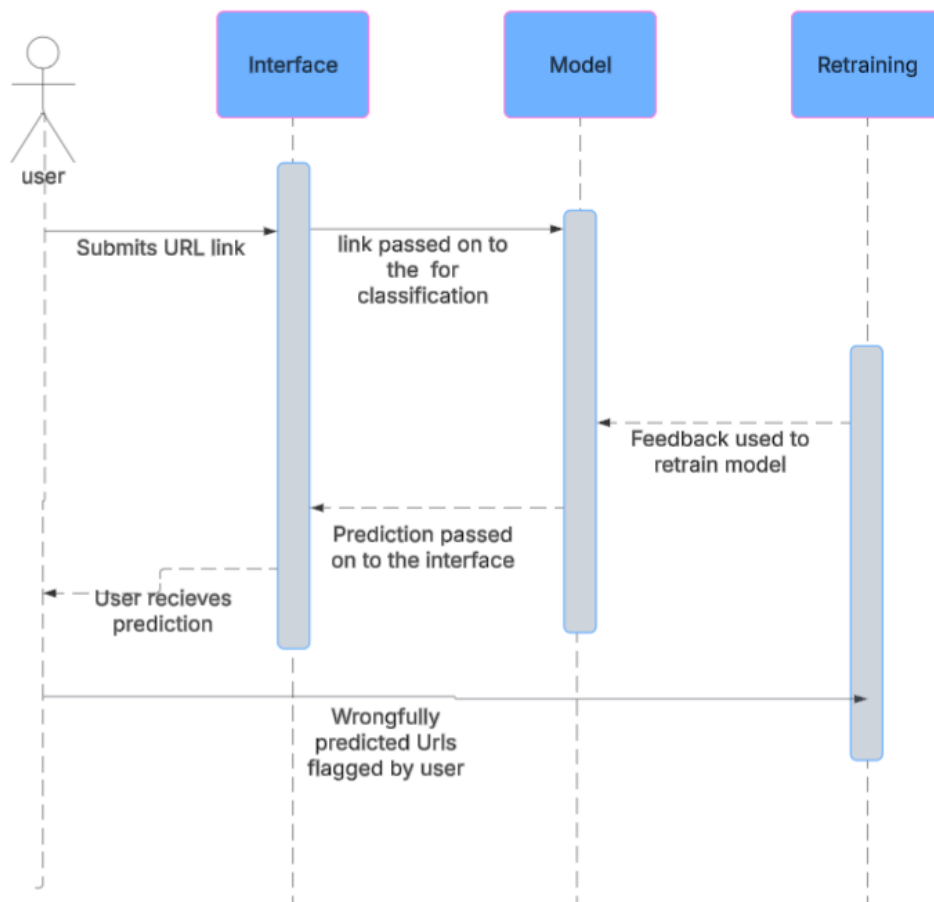 Interface
Model
Retraining
user
Submits URL link
link passed on to
the  for
classification
Feedback used to
retrain model
Prediction passed
on to the interface
User recieves
prediction
Wrongfully
predicted Urls
flagged by user